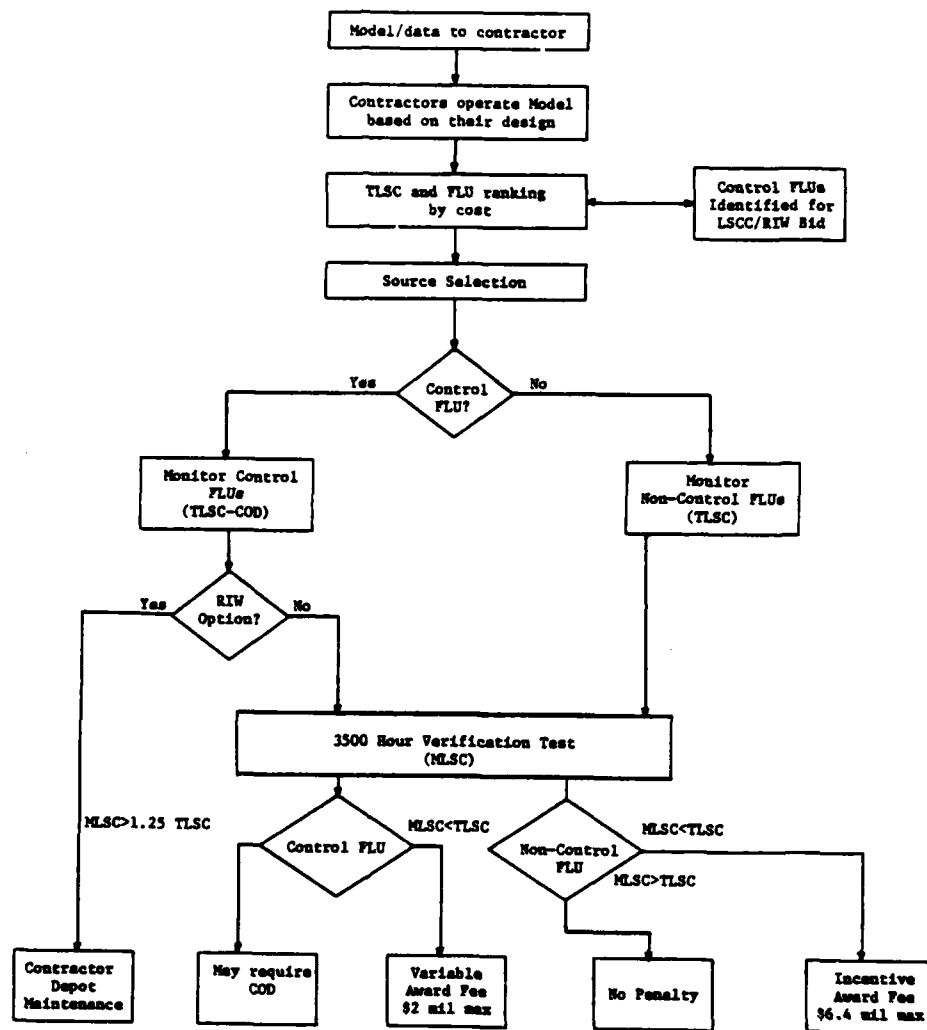 Model/data to contractor
Contractors operate Model
based on their design
TLSC and FLU ranking
by cost
Control FLUs
Identified for
LSCC/RIW Bid
Source Selection
Yes
Control
FLU?
No
Monitor Control
FLUs
(TLSC-COD)
Monitor
Non-Control FLUs
(TLSC)
Yes
RIW
Option?
No
3500 Hour Verification Test
(MLSC)
MLSC>1.25 TLSC
Control FLU
MLSC<TLSC
Non-Control
FLU
MLSC<TLSC
MLSC>TLSC
Contractor
Depot
Maintenance
May require
COD
Variable
Award Fee
$2 mil max
No Penalty
Incentive
Award Fee
$6.4 mil max